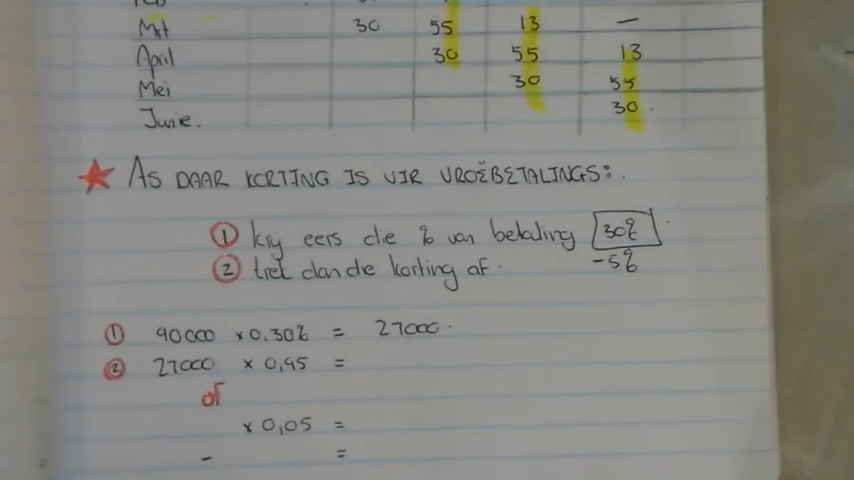 Mrt 30 55 13 —
April 30 55 13
Mei 30 55
June. 30
AS DAAR KORTING IS VIR VROËBETALINGS:
① kry eers die % van betaling 30%
② trek dan die korting af. -5%
① 90000 x 0,30% = 27000.
② 27000 x 0,95 =
of
x 0,05 =
- =